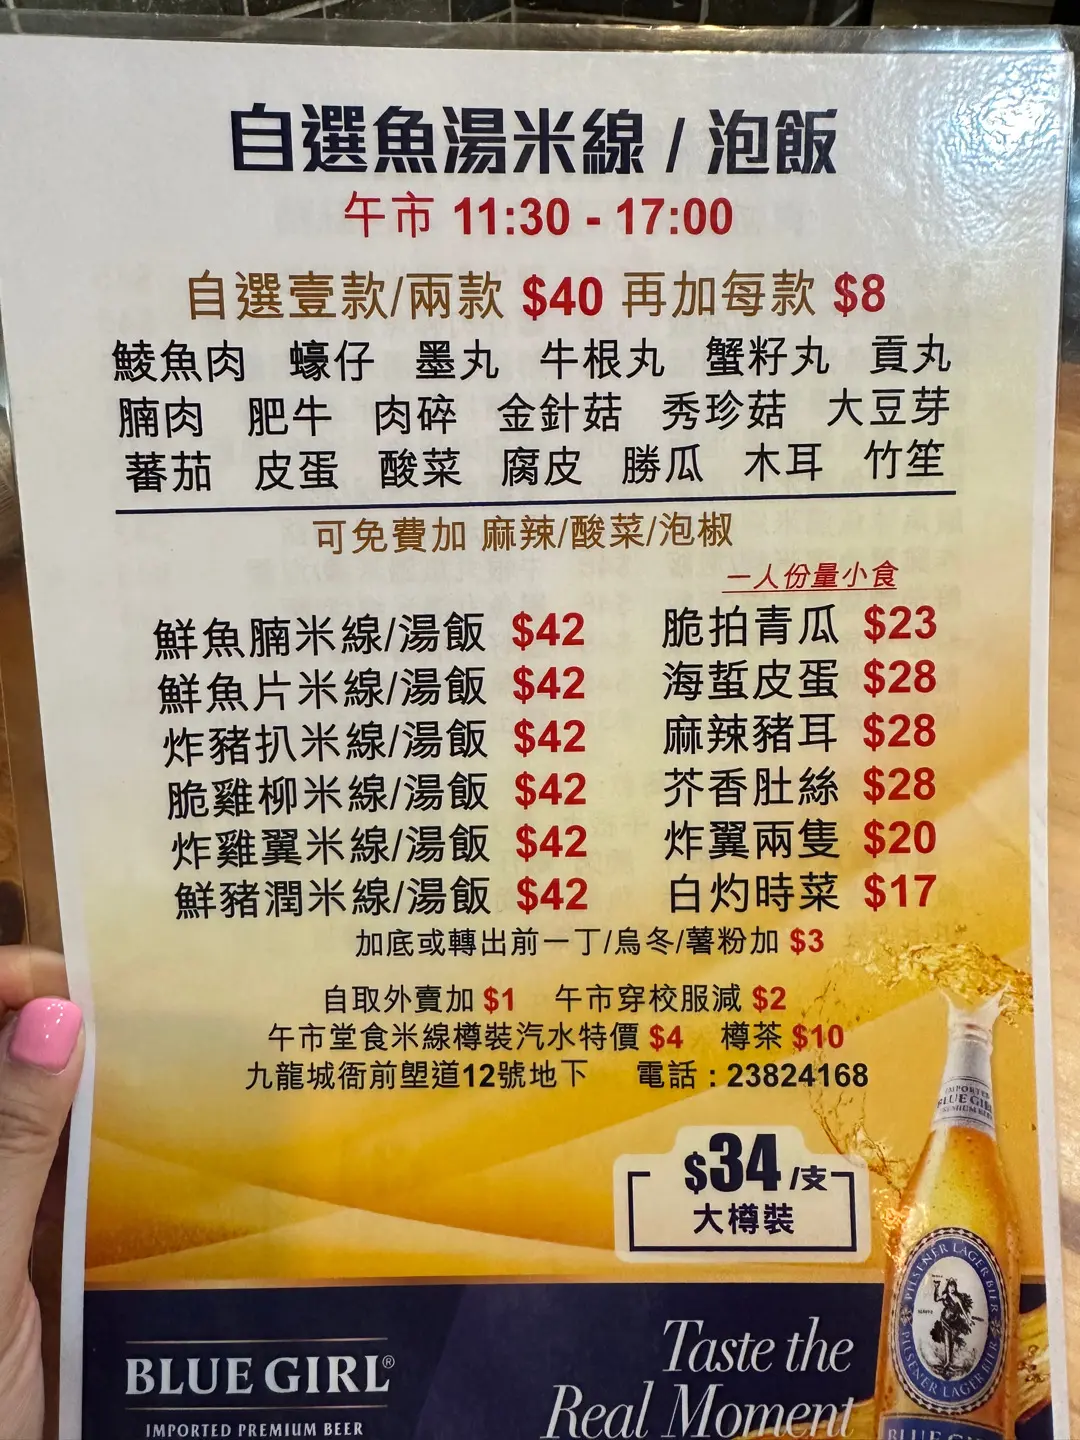 自選魚湯米線 / 泡飯
午市 11:30 - 17:00
自選壹款/兩款 $40 再加每款 $8
鯪魚肉 蠔仔 墨丸 牛根丸 蟹籽丸 貢丸
腩肉 肥牛 肉碎 金針菇 秀珍菇 大豆芽
蕃茄 皮蛋 酸菜 腐皮 勝瓜 木耳 竹笙
可免費加 麻辣/酸菜/泡椒
一人份量小食
鮮魚腩米線/湯飯 $42 脆拍青瓜 $23
鮮魚片米線/湯飯 $42 海蜇皮蛋 $28
炸豬扒米線/湯飯 $42 麻辣豬耳 $28
脆雞柳米線/湯飯 $42 芥香肚絲 $28
炸雞翼米線/湯飯 $42 炸翼兩隻 $20
鮮豬潤米線/湯飯 $42 白灼時菜 $17
加底或轉出前一丁/烏冬/薯粉加 $3
自取外賣加 $1 午市穿校服減 $2
午市堂食米線樽裝汽水特價 $4 樽茶 $10
九龍城衙前塱道12號地下 電話 : 23824168
$34 /支
大樽裝
IMPORTED
BLUE GIRL
PREMIUM BEER
PILSENER LAGER BIER
PILSENER LAGER BIER
Taste the
Real Moment
BLUE GIRL®
IMPORTED PREMIUM BEER